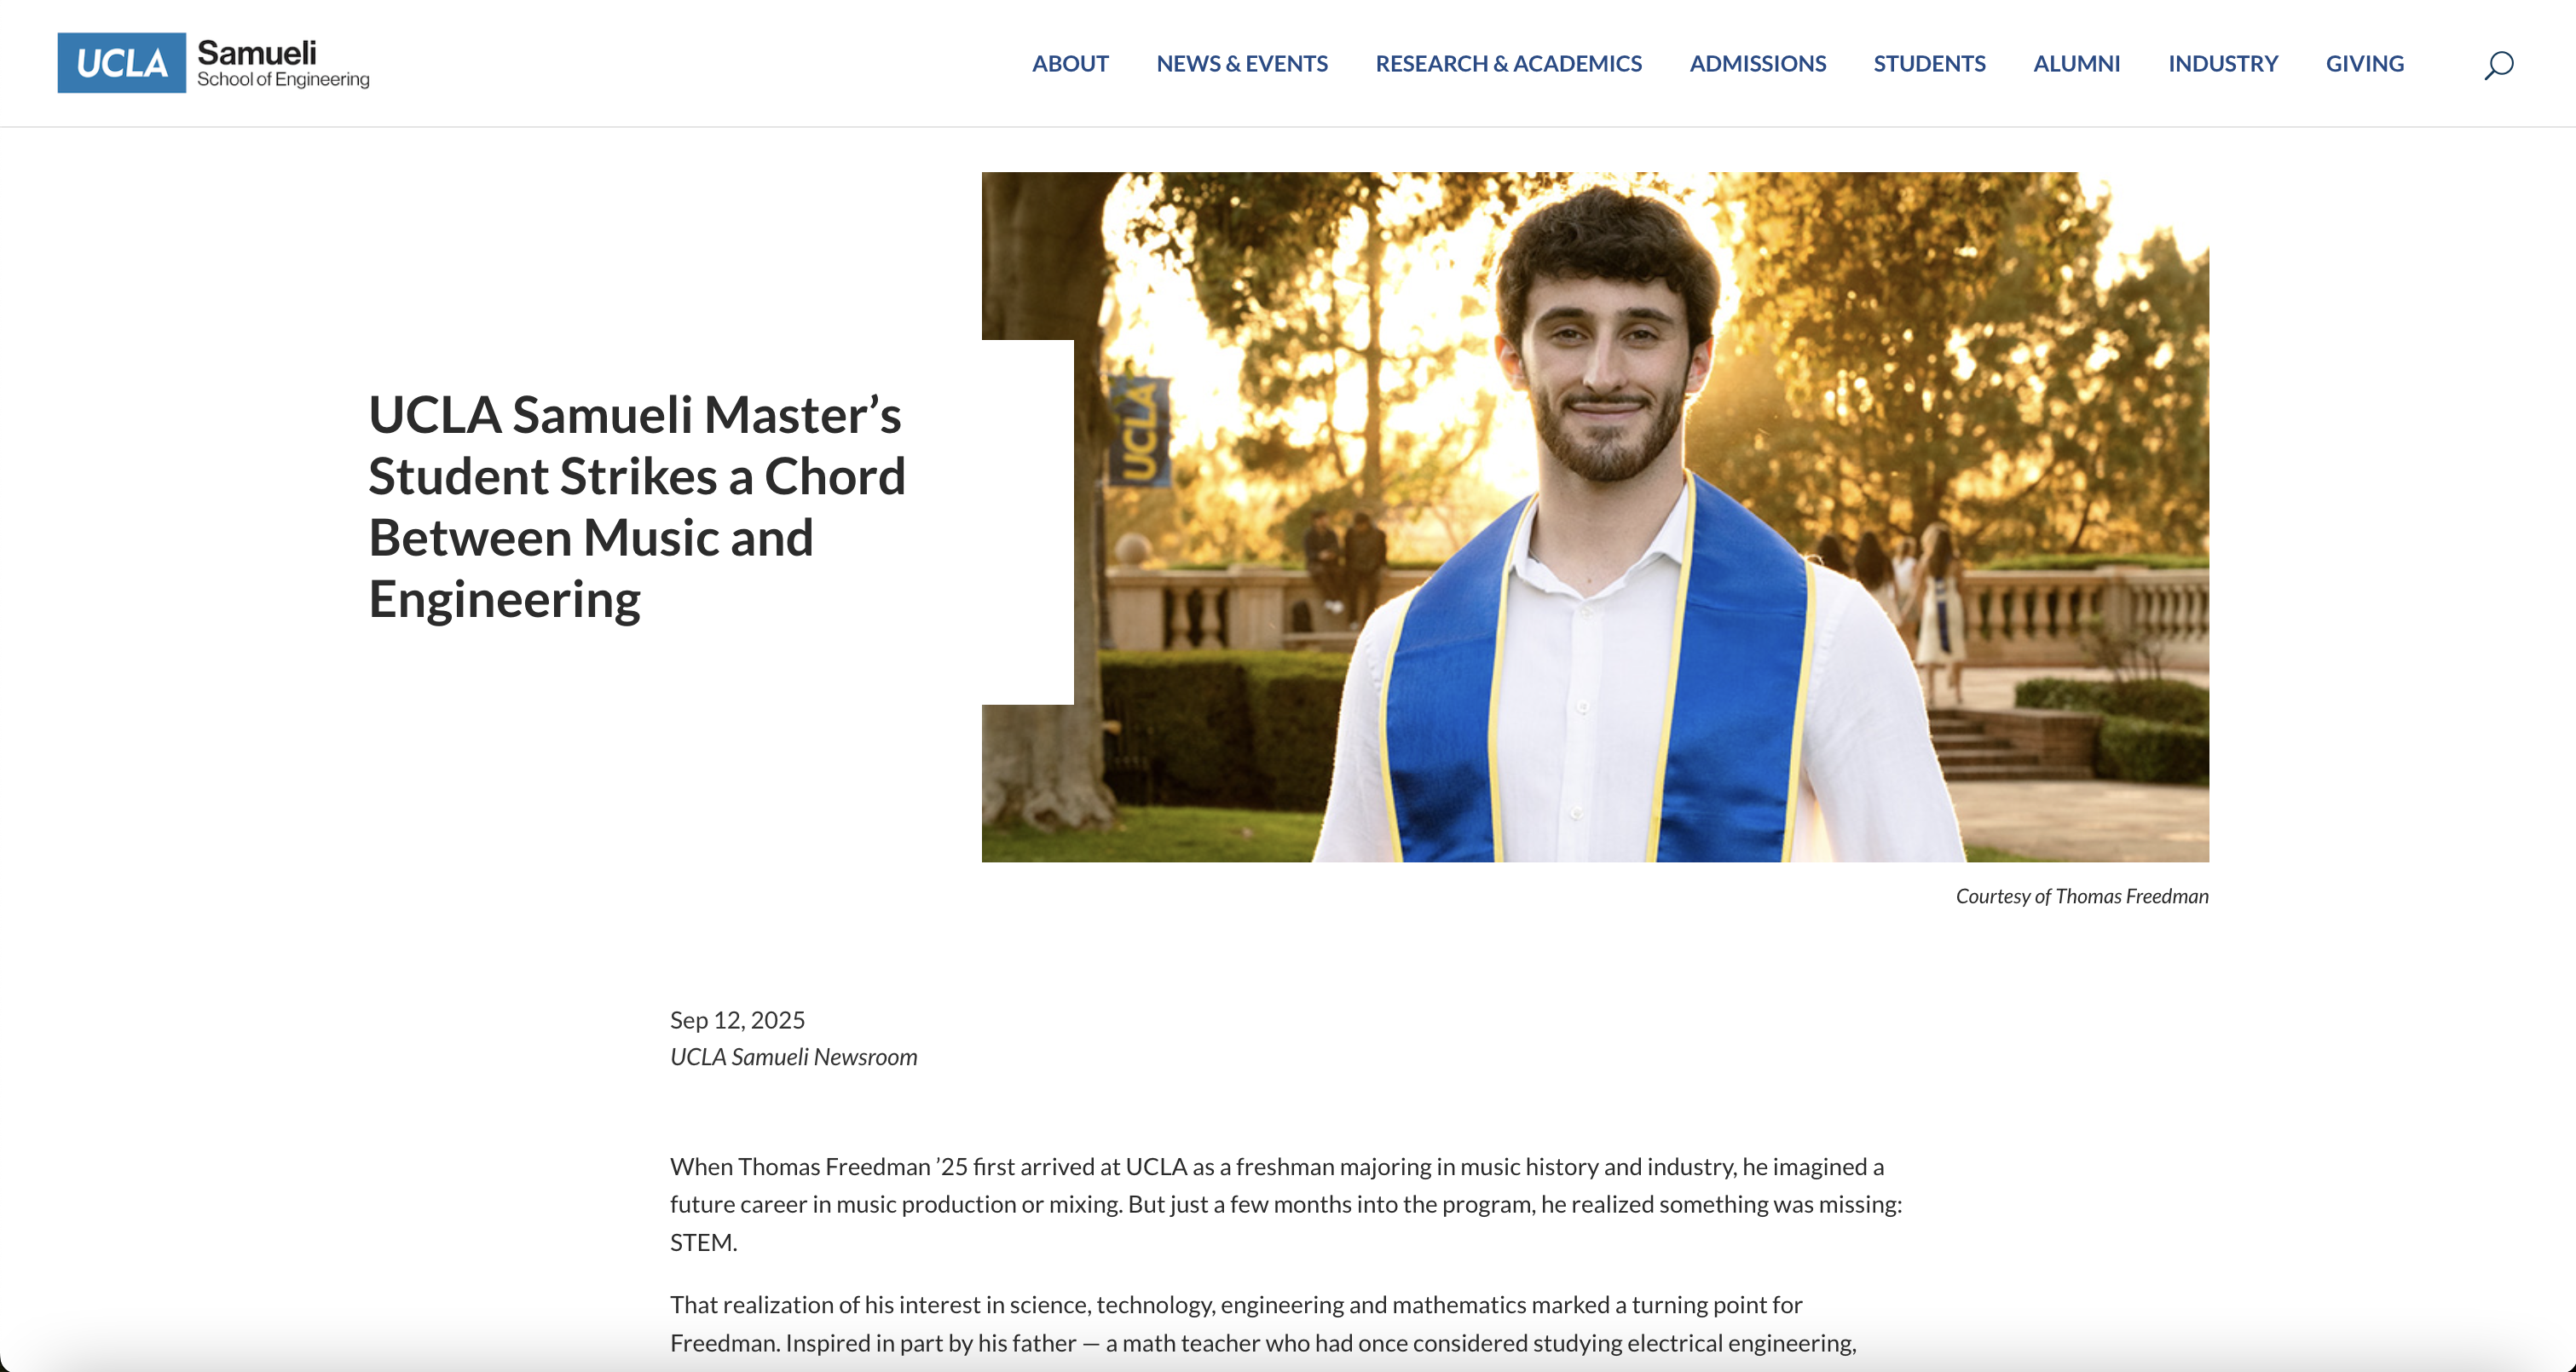 UCLA Samueli
School of Engineering
ABOUT NEWS & EVENTS RESEARCH & ACADEMICS ADMISSIONS STUDENTS ALUMNI INDUSTRY GIVING
UCLA Samueli Master’s
Student Strikes a Chord
Between Music and
Engineering
UCLA
Courtesy of Thomas Freedman
Sep 12, 2025
UCLA Samueli Newsroom
When Thomas Freedman ’25 first arrived at UCLA as a freshman majoring in music history and industry, he imagined a
future career in music production or mixing. But just a few months into the program, he realized something was missing:
STEM.
That realization of his interest in science, technology, engineering and mathematics marked a turning point for
Freedman. Inspired in part by his father — a math teacher who had once considered studying electrical engineering,